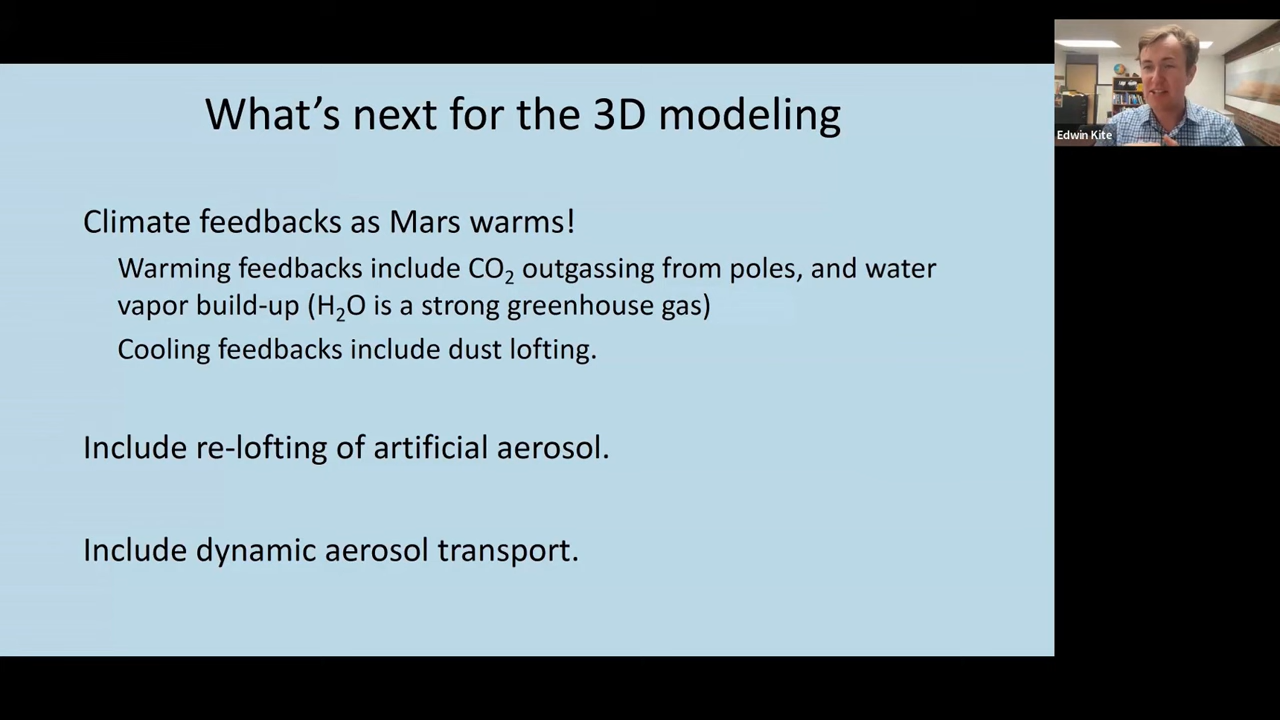 What's next for the 3D modeling
Edwin Kite
Climate feedbacks as Mars warms!
Warming feedbacks include CO₂ outgassing from poles, and water
vapor build-up (H₂O is a strong greenhouse gas)
Cooling feedbacks include dust lofting.
Include re-lofting of artificial aerosol.
Include dynamic aerosol transport.